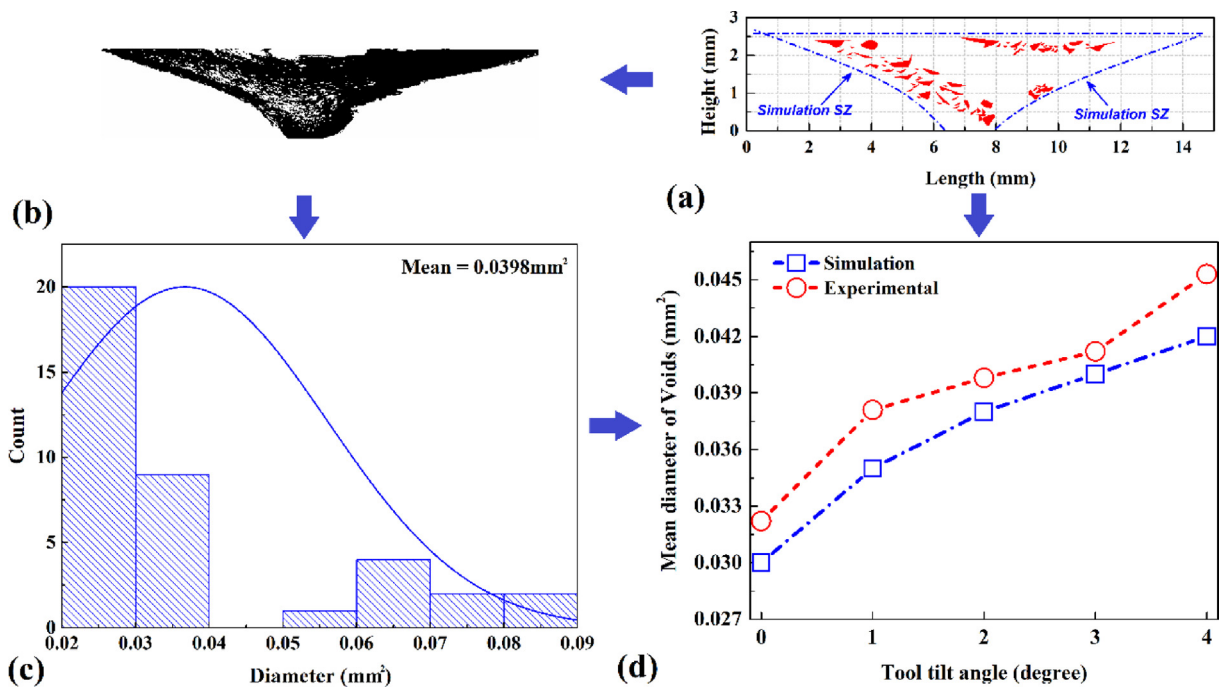 3
2
1
0
Height (mm)
Simulation SZ
Simulation SZ
0
2
4
6
8
10
12
14
Length (mm)
(a)
(b)
Mean = 0.0398mm²
20
15
10
5
0
Count
0.02
0.03
0.04
0.05
0.06
0.07
0.08
0.09
Diameter (mm²)
(c)
Simulation
Experimental
0.045
0.042
0.039
0.036
0.033
0.030
0.027
Mean diameter of Voids (mm²)
0
1
2
3
4
Tool tilt angle (degree)
(d)